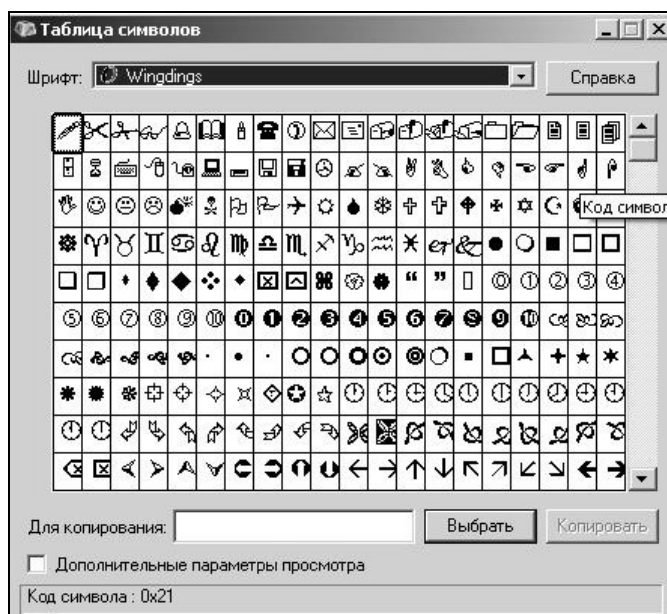 Таблица символов
Шрифт: Wingdings Справка
Код символ
Для копирования: Выбрать Копировать
Дополнительные параметры просмотра
Код символа : 0x21